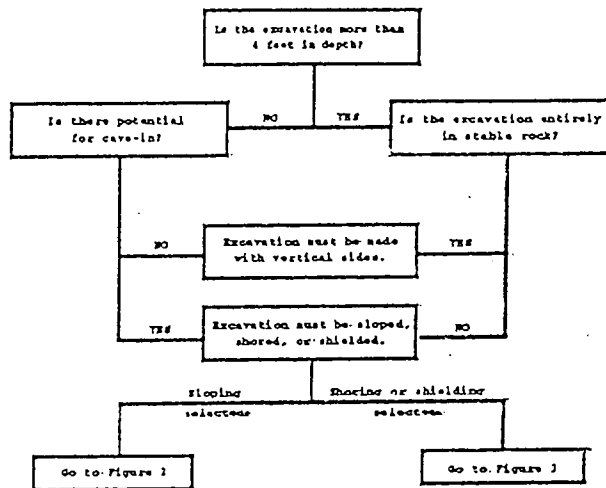 Is the excavation more than
4 feet in depth?
NO
YES
Is there potential
for cave-in?
Is the excavation entirely
in stable rock?
NO
Excavation must be made
with vertical sides.
YES
YES
Excavation must be sloped,
shored, or shielded.
NO
Sloping
selected
Shoring or shielding
selected
Go to Figure
Go to Figure